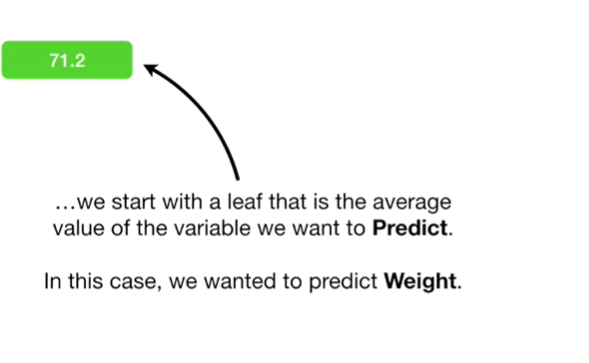 71.2
…we start with a leaf that is the average
value of the variable we want to Predict.
In this case, we wanted to predict Weight.